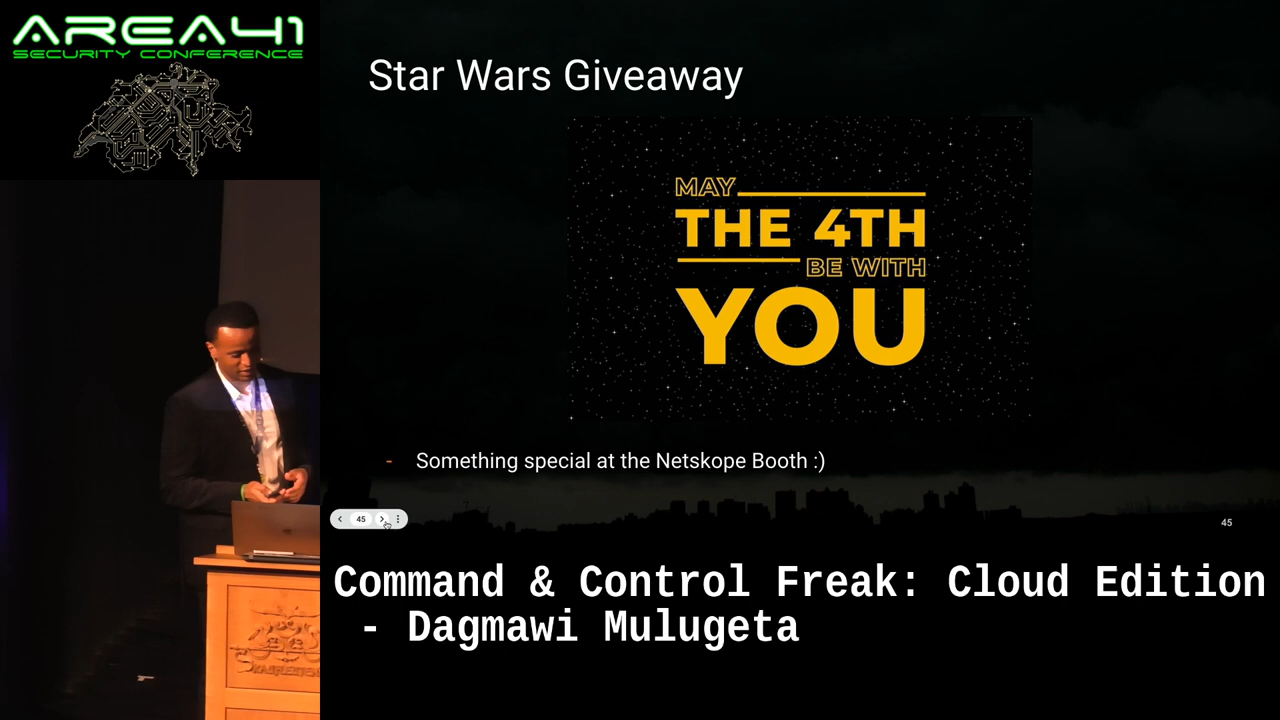 AREA41
SECURITY CONFERENCE
Star Wars Giveaway
MAY
THE 4TH
BE WITH
YOU
- Something special at the Netskope Booth :)
45
45
Command & Control Freak: Cloud Edition
- Dagmawi Mulugeta